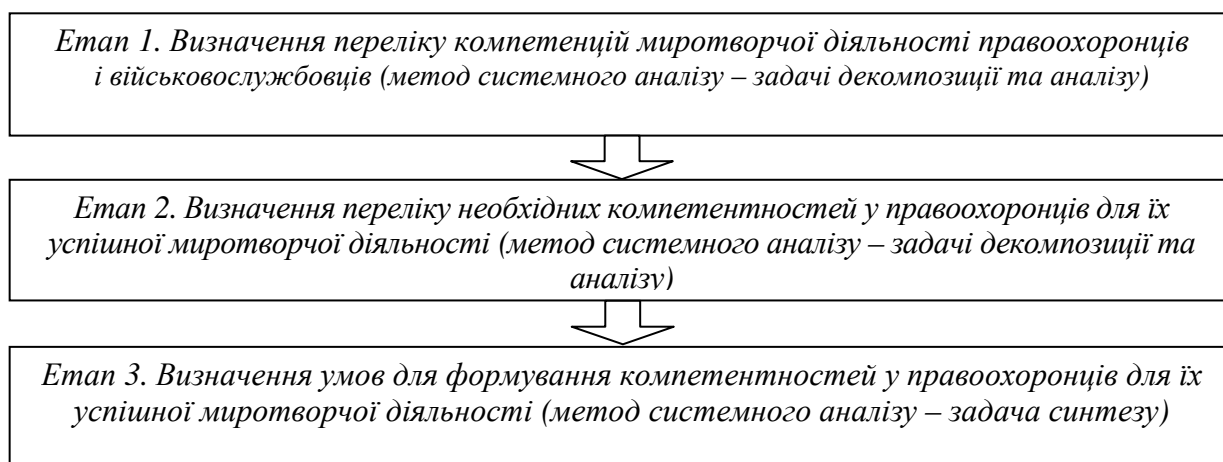 Етап 1. Визначення переліку компетенцій миротворчої діяльності правоохоронців
і військовослужбовців (метод системного аналізу – задачі декомпозиції та аналізу)
Етап 2. Визначення переліку необхідних компетентностей у правоохоронців для їх
успішної миротворчої діяльності (метод системного аналізу – задачі декомпозиції та
аналізу)
Етап 3. Визначення умов для формування компетентностей у правоохоронців для їх
успішної миротворчої діяльності (метод системного аналізу – задача синтезу)